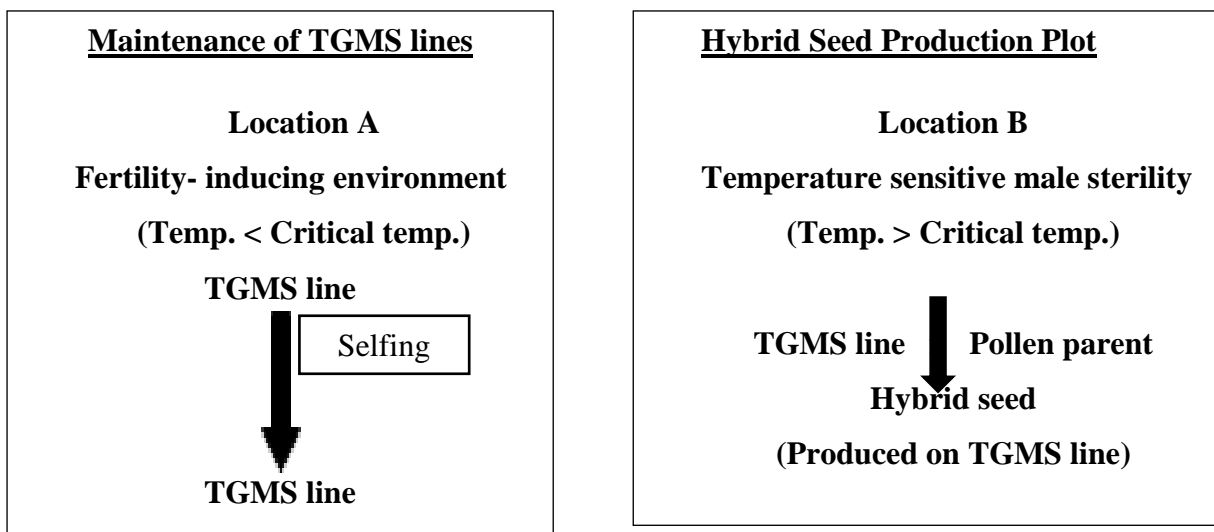 Maintenance of TGMS lines
Location A
Fertility- inducing environment
(Temp. < Critical temp.)
TGMS line
Selfing
TGMS line
Hybrid Seed Production Plot
Location B
Temperature sensitive male sterility
(Temp. > Critical temp.)
TGMS line Pollen parent
Hybrid seed
(Produced on TGMS line)